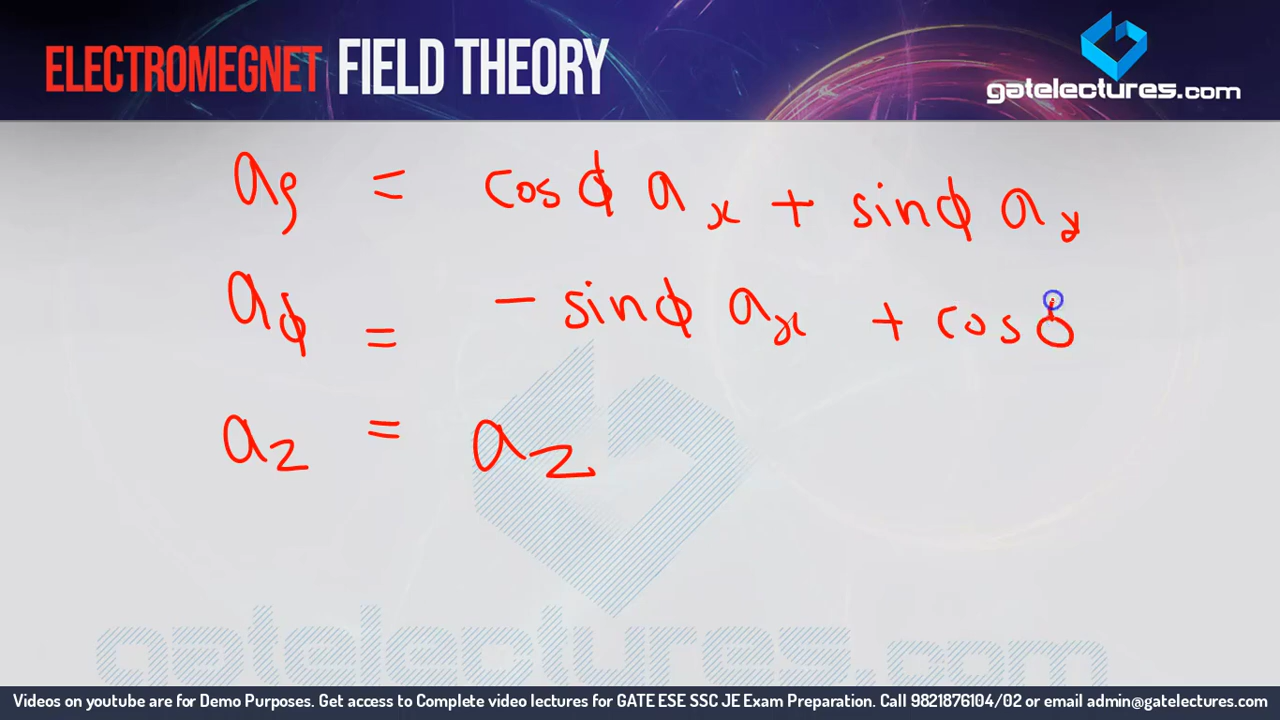 ELECTROMEGNET FIELD THEORY
gatelectures.com
aρ = cosϕ ax + sinϕ ay
aϕ = - sinϕ ax + cos
az = az
gatelectures.com
Videos on youtube are for Demo Purposes. Get access to Complete video lectures for GATE ESE SSC JE Exam Preparation. Call 9821876104/02 or email admin@gatelectures.com